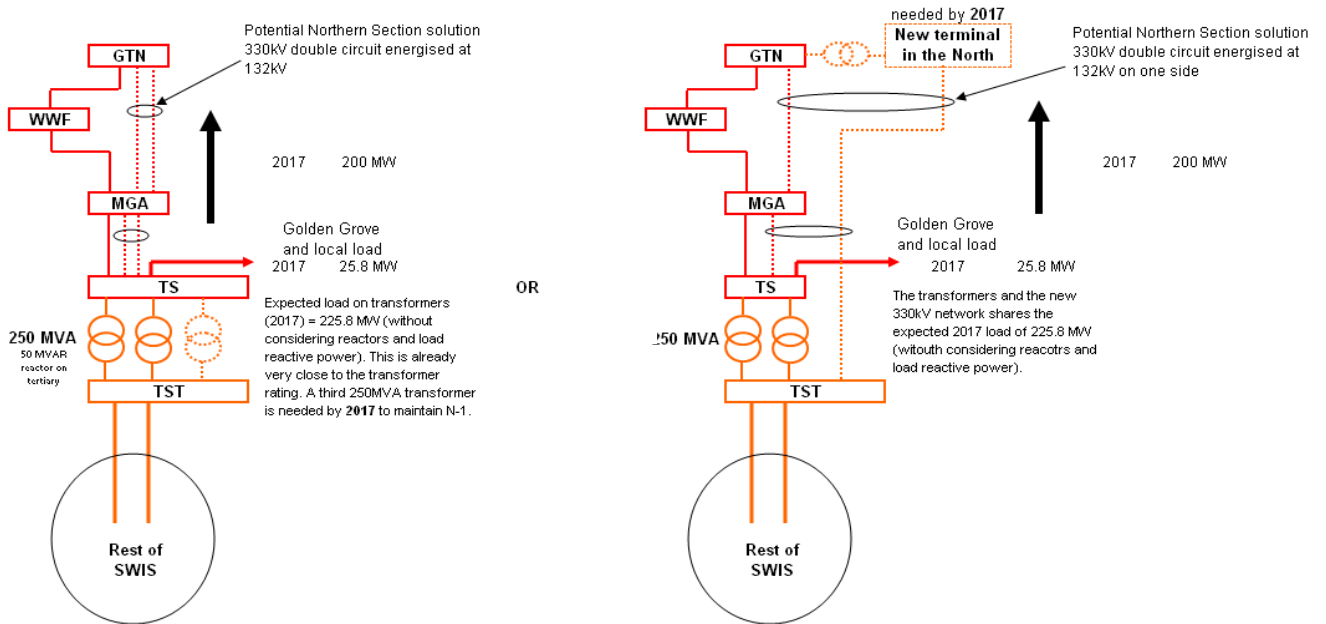 Potential Northern Section solution
330kV double circuit energised at
132kV
GTN
WWF
2017 200 MW
MGA
Golden Grove
and local load
2017 25.8 MW
TS
250 MVA
50 MVAR
reactor on
tertiary
Expected load on transformers
(2017) = 225.8 MW (without
considering reactors and load
reactive power). This is already
very close to the transformer
rating. A third 250MVA transformer
is needed by 2017 to maintain N-1.
TST
Rest of
SWIS
OR
needed by 2017
New terminal
in the North
Potential Northern Section solution
330kV double circuit energised at
132kV on one side
GTN
WWF
2017 200 MW
MGA
Golden Grove
and local load
2017 25.8 MW
TS
250 MVA
The transformers and the new
330kV network shares the
expected 2017 load of 225.8 MW
(witouth considering reacotrs and
load reactive power).
TST
Rest of
SWIS